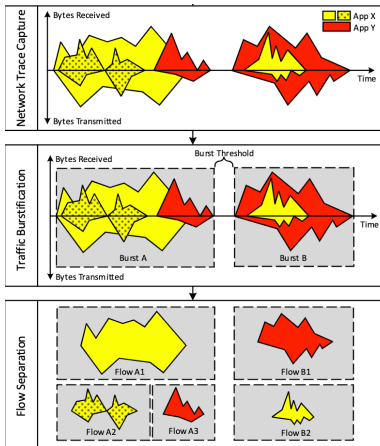 Network Trace Capture
Bytes Received
App X
App Y
Time
Bytes Transmitted
Traffic Burstification
Bytes Received
Burst Threshold
Time
Burst A
Burst B
Bytes Transmitted
Flow Separation
Flow A1
Flow B1
Flow A2
Flow A3
Flow B2